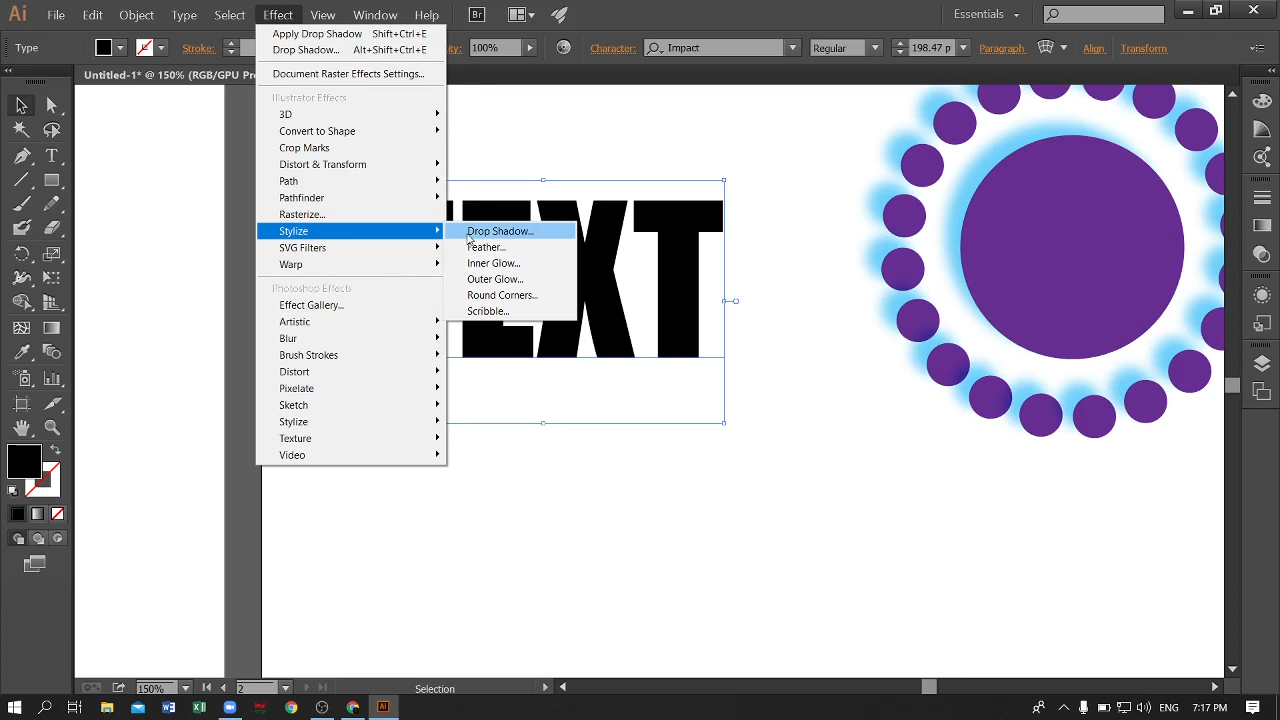 Ai File Edit Object Type Select Effect View Window Help Br Essentials
Type Stroke: 100% Character: Impact Regular 198.47 p Paragraph Align Transform
Untitled-1* @ 150% (RGB/GPU Pr
Apply Drop Shadow Shift+Ctrl+E
Drop Shadow... Alt+Shift+Ctrl+E
Document Raster Effects Settings...
Illustrator Effects
3D
Convert to Shape
Crop Marks
Distort & Transform
Path
Pathfinder
Rasterize...
Stylize
SVG Filters
Warp
Photoshop Effects
Effect Gallery...
Artistic
Blur
Brush Strokes
Distort
Pixelate
Sketch
Stylize
Texture
Video
Drop Shadow...
Feather...
Inner Glow...
Outer Glow...
Round Corners...
Scribble...
EXT
150% 2 Selection
ENG 7:17 PM